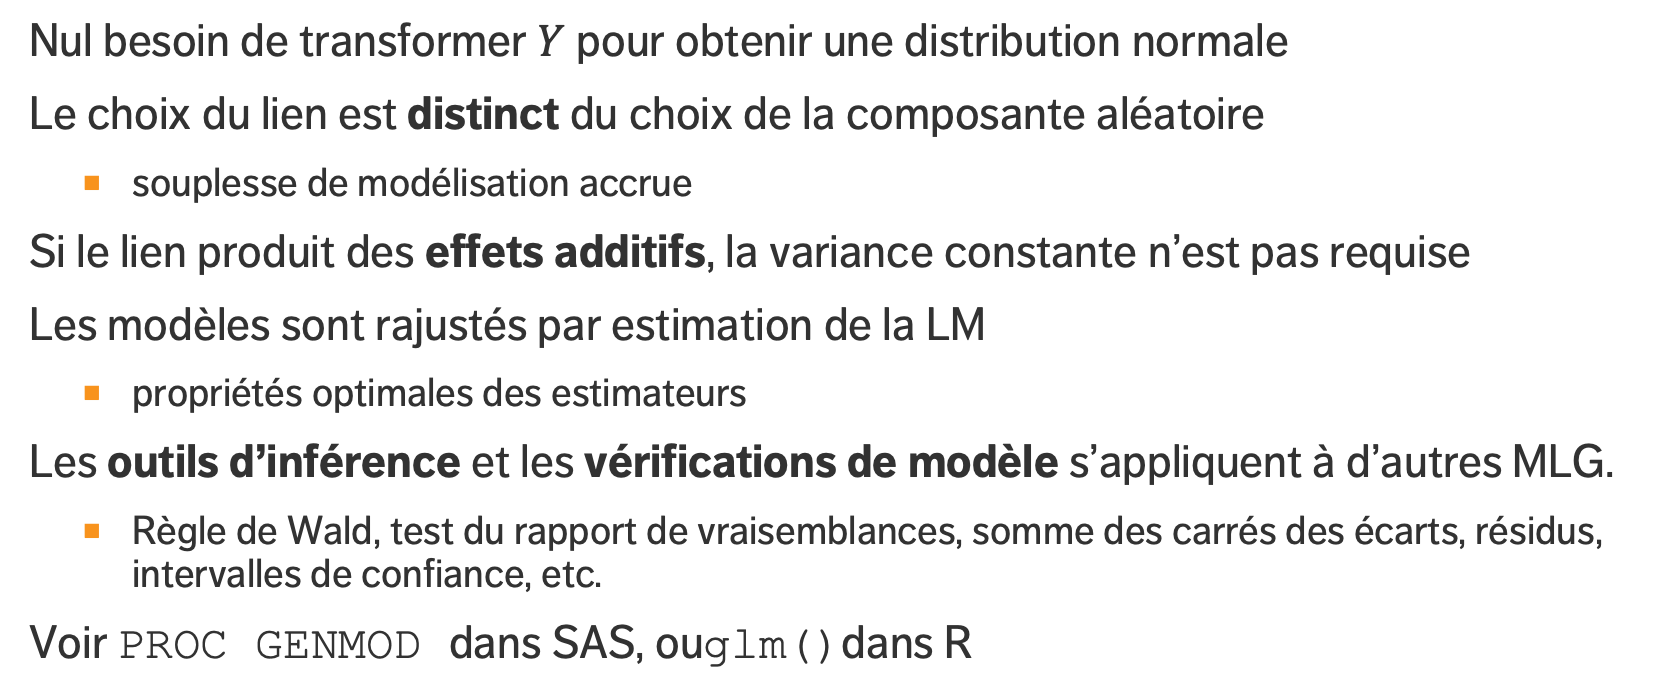 Nul besoin de transformer Y pour obtenir une distribution normale
Le choix du lien est distinct du choix de la composante aléatoire
▪ souplesse de modélisation accrue
Si le lien produit des effets additifs, la variance constante n’est pas requise
Les modèles sont rajustés par estimation de la LM
▪ propriétés optimales des estimateurs
Les outils d’inférence et les vérifications de modèle s’appliquent à d’autres MLG.
▪ Règle de Wald, test du rapport de vraisemblances, somme des carrés des écarts, résidus,
intervalles de confiance, etc.
Voir PROC GENMOD dans SAS, ouglm() dans R